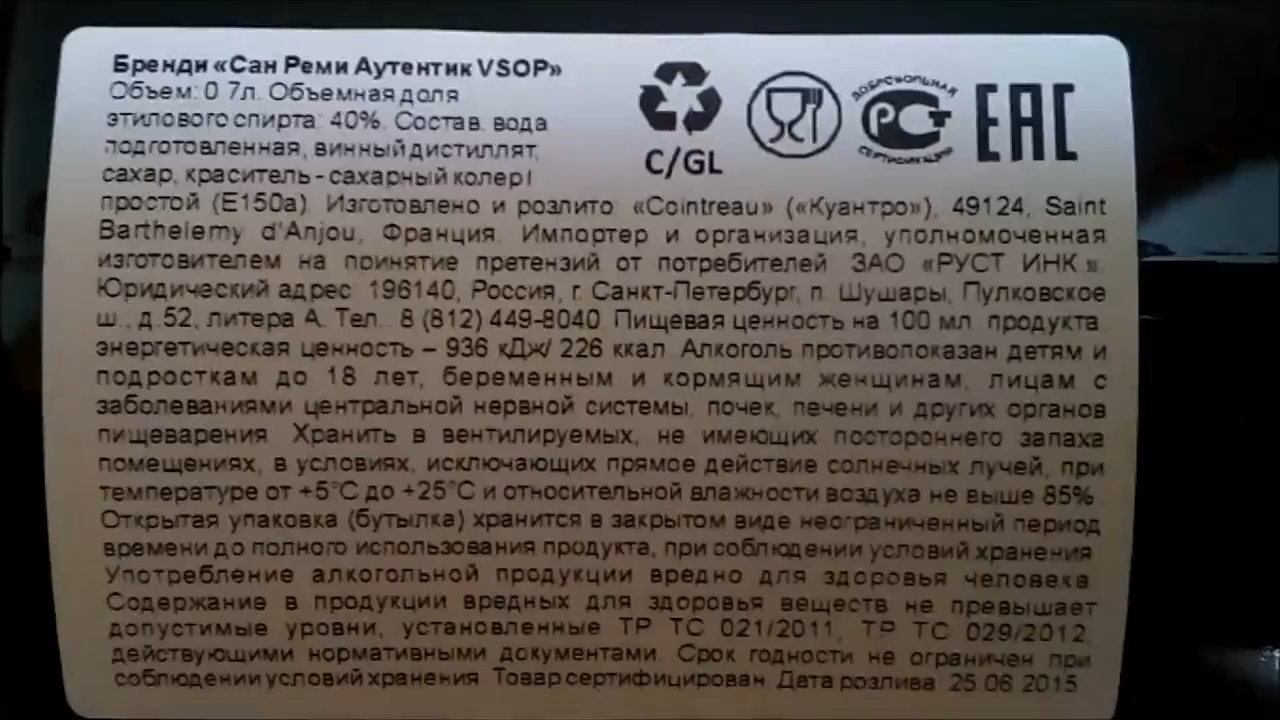 Бренди «Сан Реми Аутентик VSOP»
Объем: 0 7л. Объемная доля
этилового спирта: 40%. Состав: вода
подготовленная, винный дистиллят,
сахар, краситель - сахарный колер I
простой (Е150а). Изготовлено и розлито: «Cointreau» («Куантро»), 49124, Saint
Barthelemy d'Anjou, Франция. Импортер и организация, уполномоченная
изготовителем на принятие претензий от потребителей: ЗАО «РУСТ ИНК.».
Юридический адрес: 196140, Россия, г. Санкт-Петербург, п. Шушары, Пулковское
ш., д.52, литера А. Тел.: 8 (812) 449-8040. Пищевая ценность на 100 мл. продукта:
энергетическая ценность – 936 кДж/ 226 ккал. Алкоголь противопоказан детям и
подросткам до 18 лет, беременным и кормящим женщинам, лицам с
заболеваниями центральной нервной системы, почек, печени и других органов
пищеварения. Хранить в вентилируемых, не имеющих постороннего запаха
помещениях, в условиях, исключающих прямое действие солнечных лучей, при
температуре от +5°С до +25°С и относительной влажности воздуха не выше 85%.
Открытая упаковка (бутылка) хранится в закрытом виде неограниченный период
времени до полного использования продукта, при соблюдении условий хранения.
Употребление алкогольной продукции вредно для здоровья человека.
Содержание в продукции вредных для здоровья веществ не превышает
допустимые уровни, установленные ТР ТС 021/2011, ТР ТС 029/2012,
действующими нормативными документами. Срок годности не ограничен при
соблюдении условий хранения. Товар сертифицирован. Дата розлива: 25.06.2015
C/GL
ДОБРОВОЛЬНАЯ
РСТ
СЕРТИФИКАЦИЯ
EAC